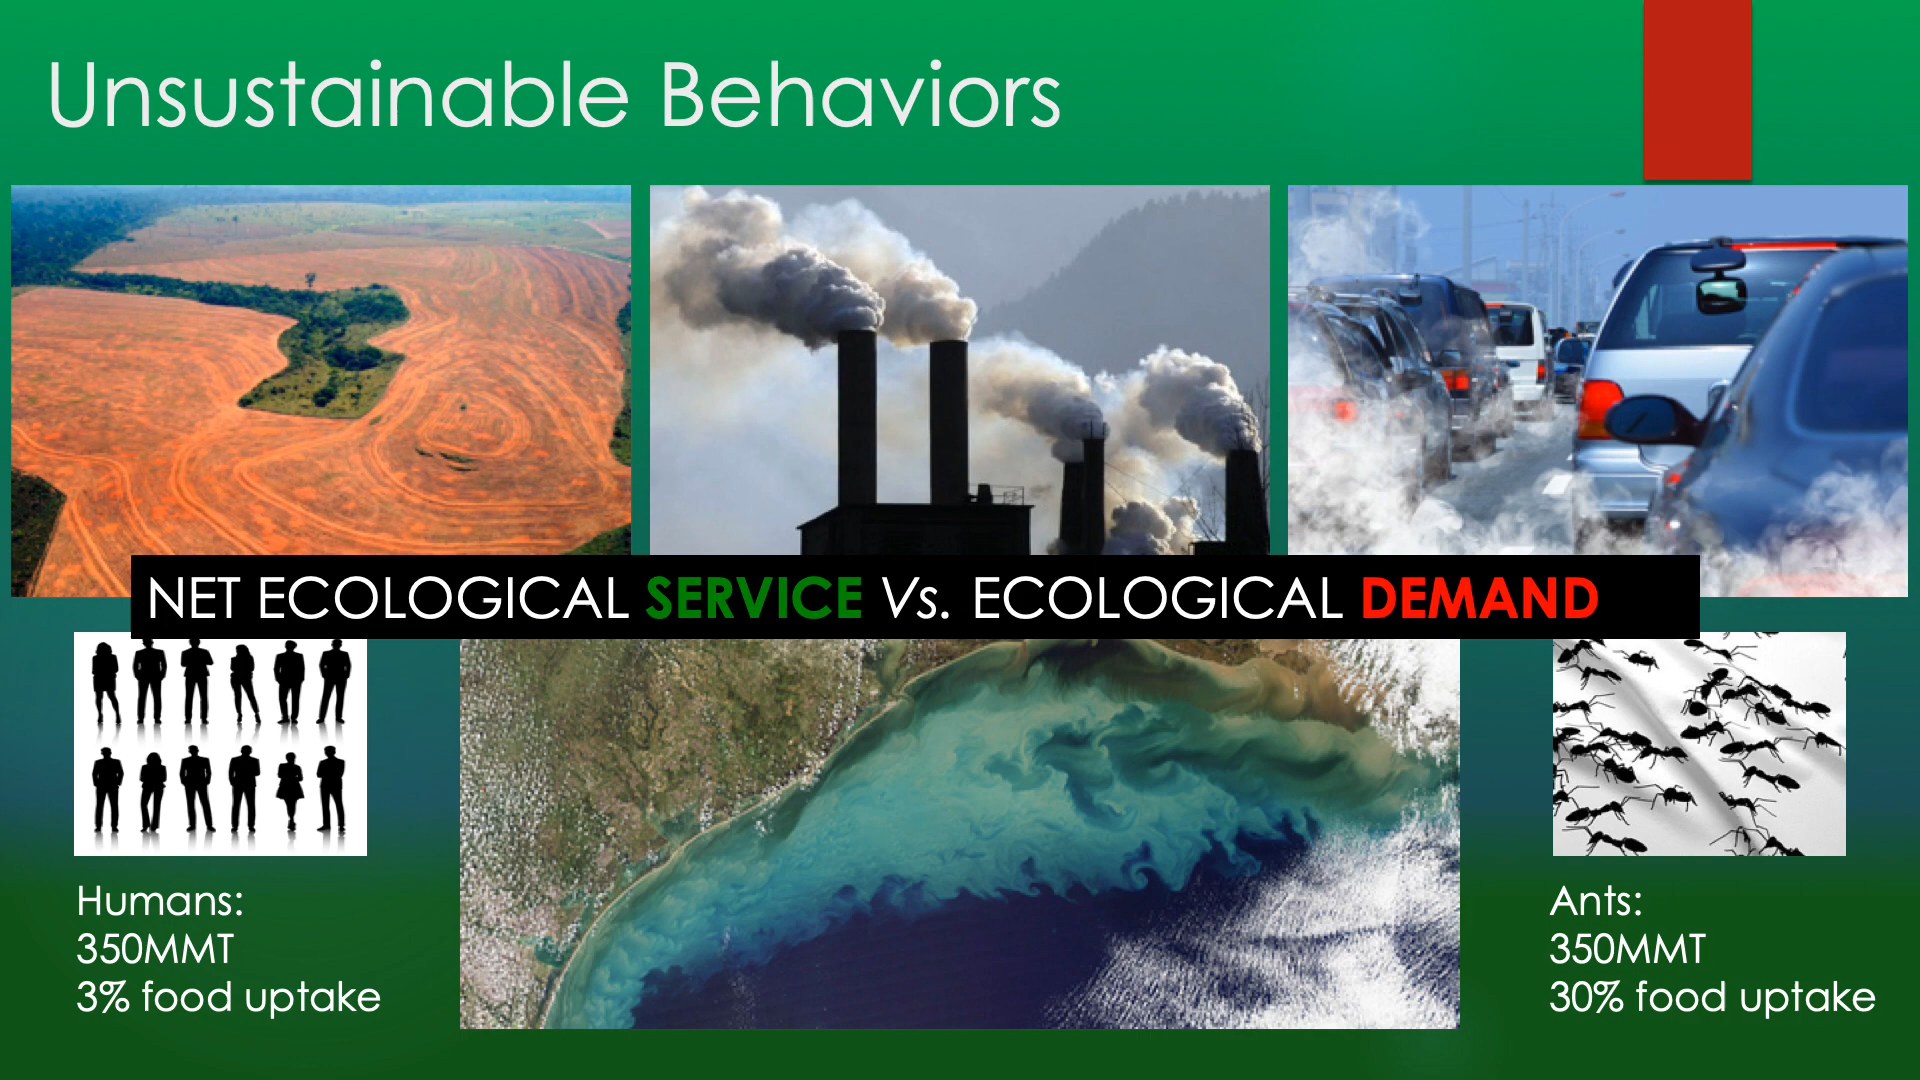 Unsustainable Behaviors
NET ECOLOGICAL SERVICE Vs. ECOLOGICAL DEMAND
Humans:
350MMT
3% food uptake
Ants:
350MMT
30% food uptake